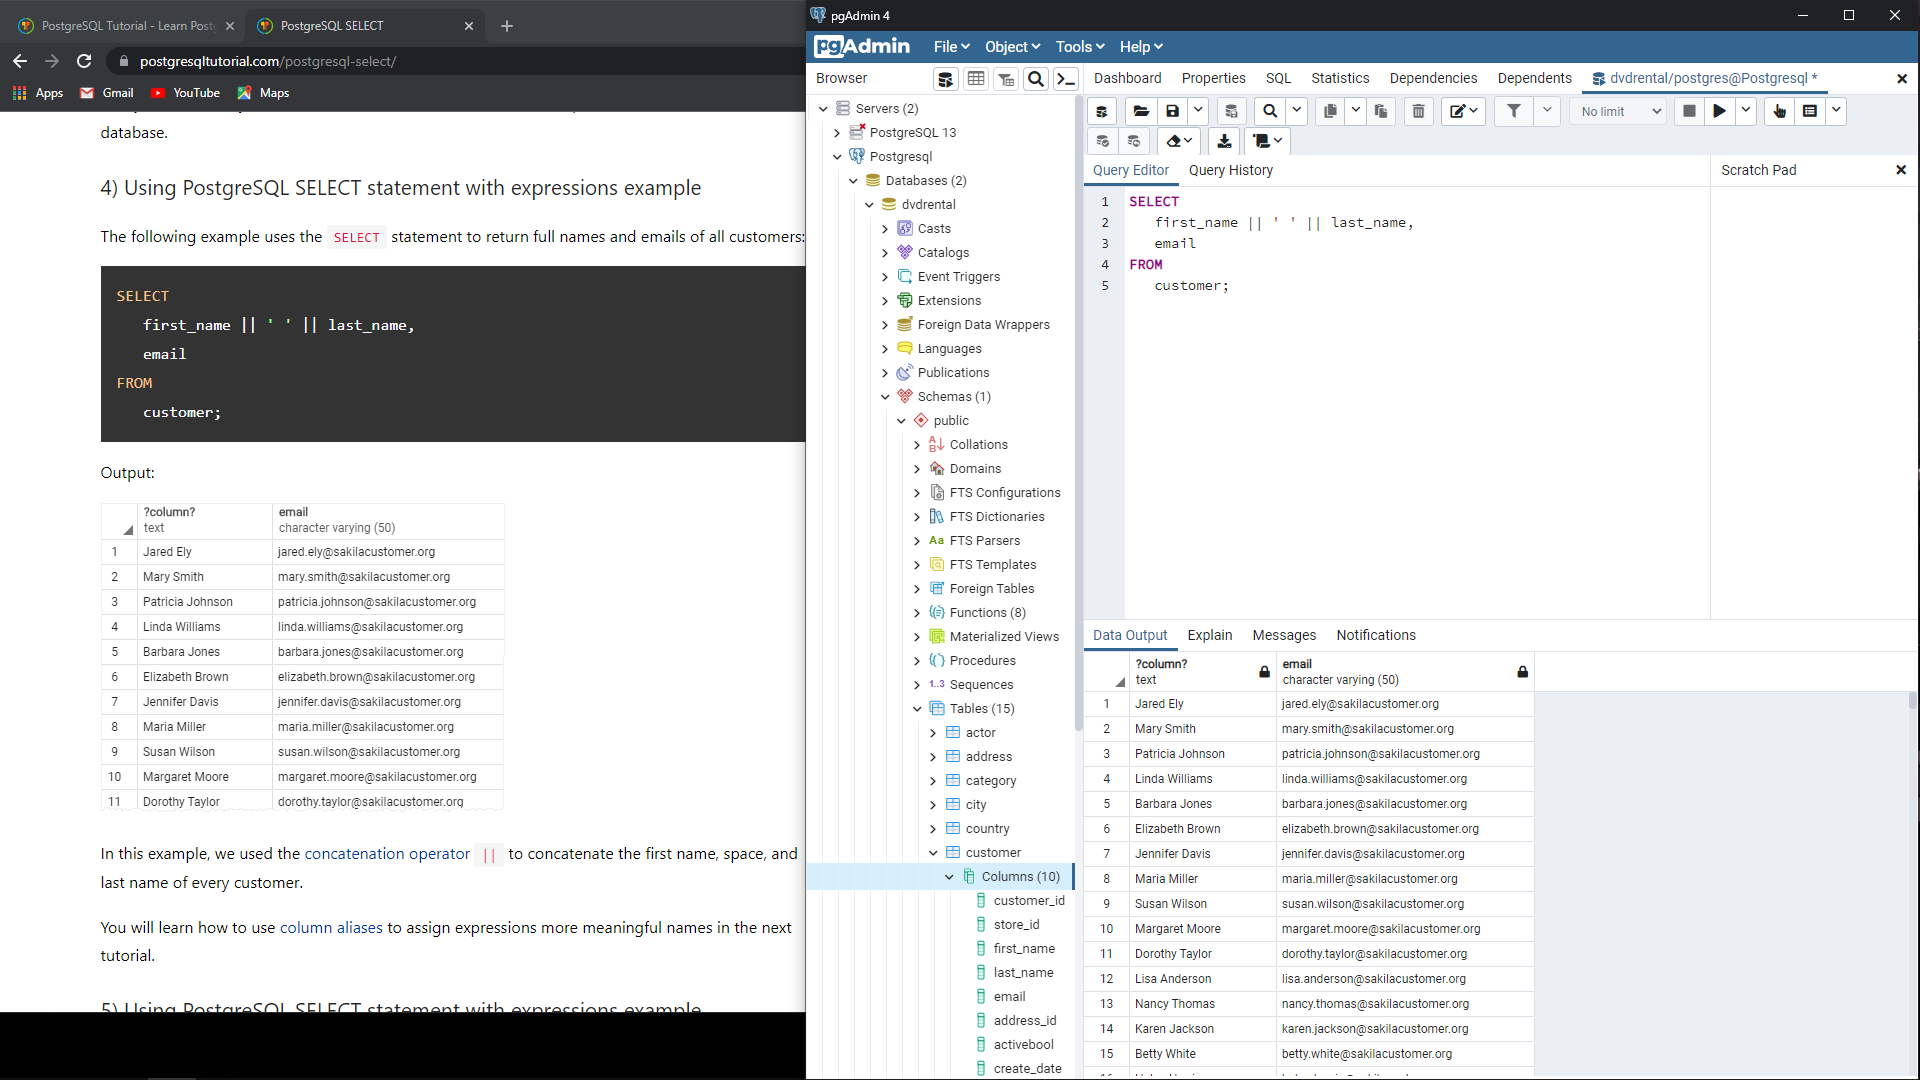 PostgreSQL Tutorial - Learn Post
PostgreSQL SELECT
postgresqltutorial.com/postgresql-select/
Apps
Gmail
YouTube
Maps
database.
4) Using PostgreSQL SELECT statement with expressions example
The following example uses the SELECT statement to return full names and emails of all customers:
SELECT
first_name || ' ' || last_name,
email
FROM
customer;
Output:
?column? email
text character varying (50)
1 Jared Ely jared.ely@sakilacustomer.org
2 Mary Smith mary.smith@sakilacustomer.org
3 Patricia Johnson patricia.johnson@sakilacustomer.org
4 Linda Williams linda.williams@sakilacustomer.org
5 Barbara Jones barbara.jones@sakilacustomer.org
6 Elizabeth Brown elizabeth.brown@sakilacustomer.org
7 Jennifer Davis jennifer.davis@sakilacustomer.org
8 Maria Miller maria.miller@sakilacustomer.org
9 Susan Wilson susan.wilson@sakilacustomer.org
10 Margaret Moore margaret.moore@sakilacustomer.org
11 Dorothy Taylor dorothy.taylor@sakilacustomer.org
In this example, we used the concatenation operator || to concatenate the first name, space, and
last name of every customer.
You will learn how to use column aliases to assign expressions more meaningful names in the next
tutorial.
5) Using PostgreSQL SELECT statement with expressions example
pgAdmin 4
pgAdmin File Object Tools Help
Browser
Servers (2)
PostgreSQL 13
Postgresql
Databases (2)
dvdrental
Casts
Catalogs
Event Triggers
Extensions
Foreign Data Wrappers
Languages
Publications
Schemas (1)
public
Collations
Domains
FTS Configurations
FTS Dictionaries
Aa FTS Parsers
FTS Templates
Foreign Tables
Functions (8)
Materialized Views
Procedures
1..3 Sequences
Tables (15)
actor
address
category
city
country
customer
Columns (10)
customer_id
store_id
first_name
last_name
email
address_id
activebool
create_date
Dashboard Properties SQL Statistics Dependencies Dependents dvdrental/postgres@Postgresql *
No limit
Query Editor Query History Scratch Pad
1 SELECT
2 first_name || ' ' || last_name,
3 email
4 FROM
5 customer;
Data Output Explain Messages Notifications
?column? email
text character varying (50)
1 Jared Ely jared.ely@sakilacustomer.org
2 Mary Smith mary.smith@sakilacustomer.org
3 Patricia Johnson patricia.johnson@sakilacustomer.org
4 Linda Williams linda.williams@sakilacustomer.org
5 Barbara Jones barbara.jones@sakilacustomer.org
6 Elizabeth Brown elizabeth.brown@sakilacustomer.org
7 Jennifer Davis jennifer.davis@sakilacustomer.org
8 Maria Miller maria.miller@sakilacustomer.org
9 Susan Wilson susan.wilson@sakilacustomer.org
10 Margaret Moore margaret.moore@sakilacustomer.org
11 Dorothy Taylor dorothy.taylor@sakilacustomer.org
12 Lisa Anderson lisa.anderson@sakilacustomer.org
13 Nancy Thomas nancy.thomas@sakilacustomer.org
14 Karen Jackson karen.jackson@sakilacustomer.org
15 Betty White betty.white@sakilacustomer.org